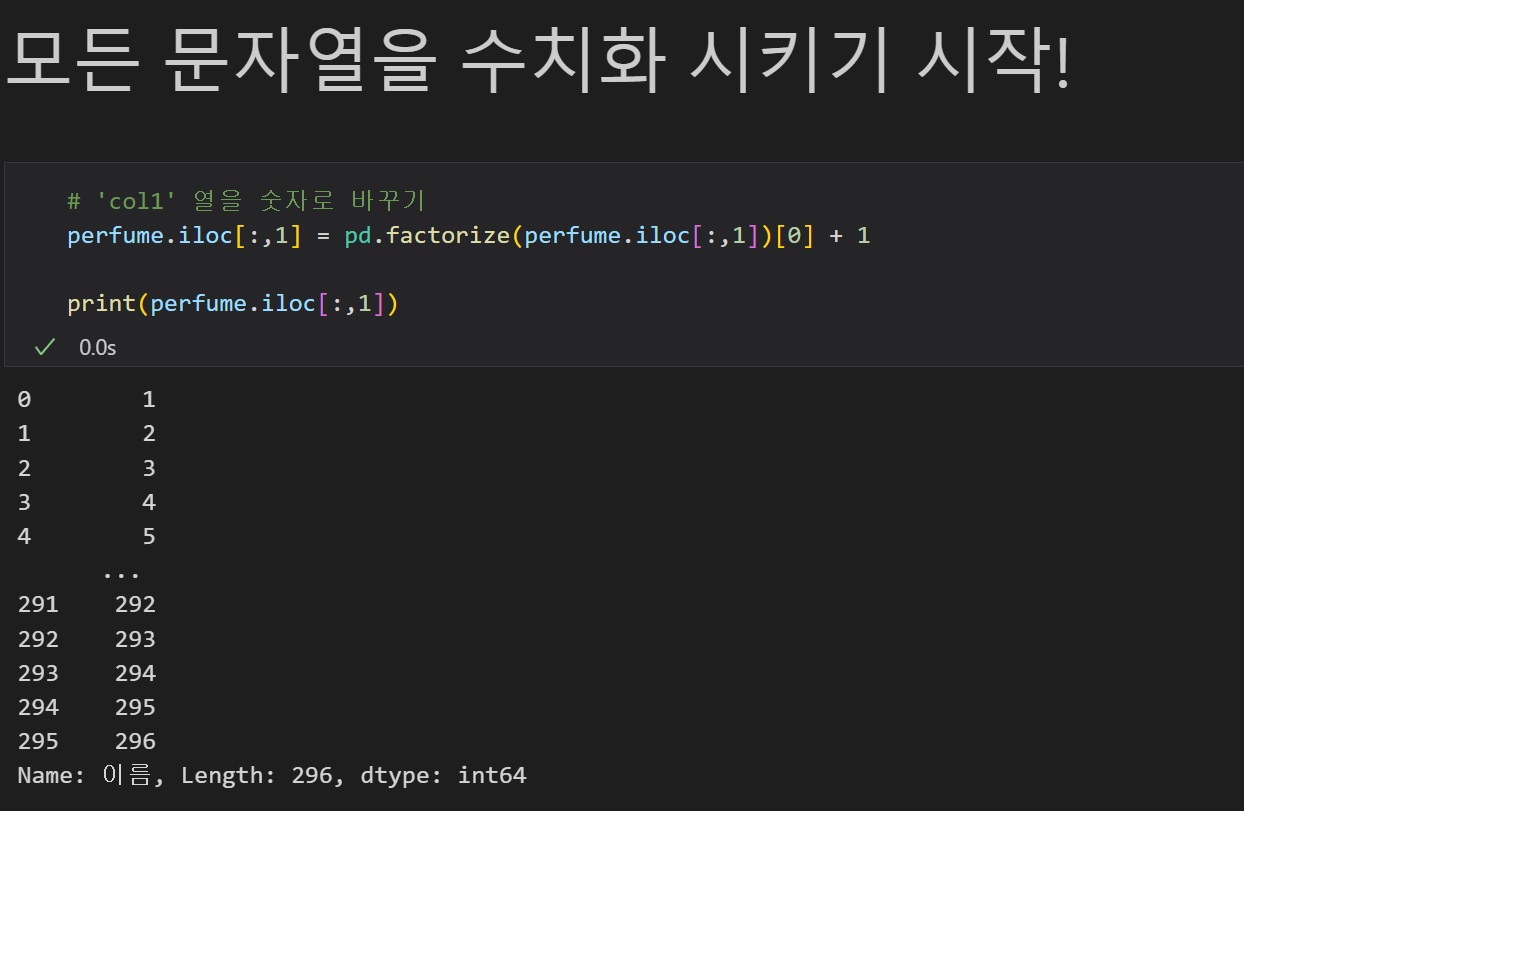 모든 문자열을 수치화 시키기 시작!
# 'col1' 열을 숫자로 바꾸기
perfume.iloc[:,1] = pd.factorize(perfume.iloc[:,1])[0] + 1
print(perfume.iloc[:,1])
0.0s
0 1
1 2
2 3
3 4
4 5
...
291 292
292 293
293 294
294 295
295 296
Name: 이름, Length: 296, dtype: int64